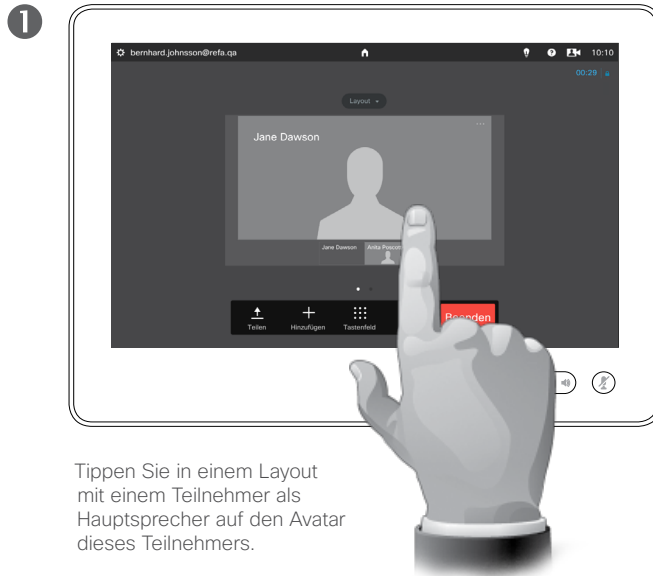 1
bernhard.johnsson@refa.qa 10:10
00:29
Layout
Jane Dawson
Jane Dawson
Teilen Hinzufügen Tastenfeld Beenden
Tippen Sie in einem Layout
mit einem Teilnehmer als
Hauptsprecher auf den Avatar
dieses Teilnehmers.